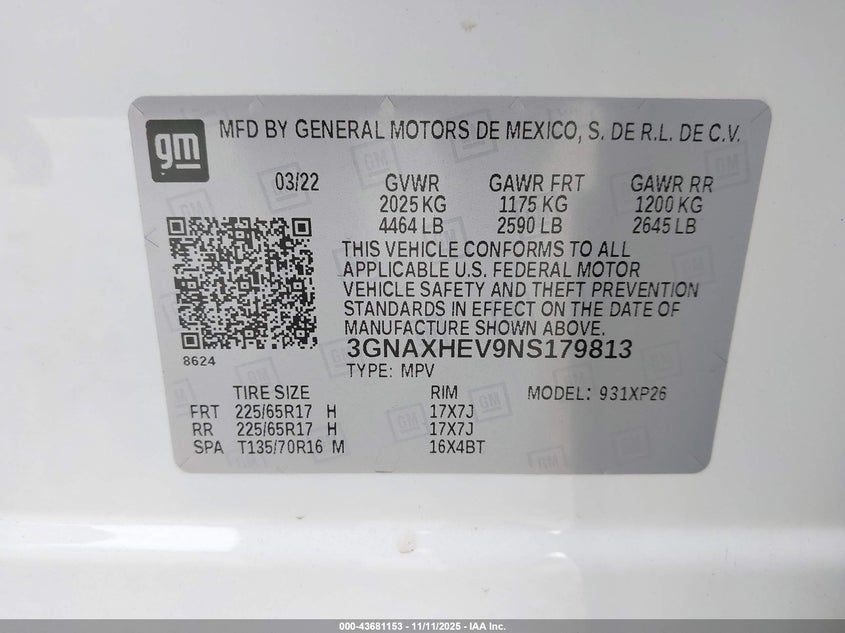 gm MFD BY GENERAL MOTORS DE MEXICO, S. DE R.L. DE C.V.
03/22 GVWR GAWR FRT GAWR RR
2025 KG 1175 KG 1200 KG
4464 LB 2590 LB 2645 LB
THIS VEHICLE CONFORMS TO ALL
APPLICABLE U.S. FEDERAL MOTOR
VEHICLE SAFETY AND THEFT PREVENTION
STANDARDS IN EFFECT ON THE DATE OF
MANUFACTURE SHOWN ABOVE.
8624
3GNAXHEV9NS179813
TYPE: MPV
TIRE SIZE RIM MODEL: 931XP26
FRT 225/65R17 H 17X7J
RR 225/65R17 H 17X7J
SPA T135/70R16 M 16X4BT
000-43681153 - 11/11/2025 - IAA Inc.